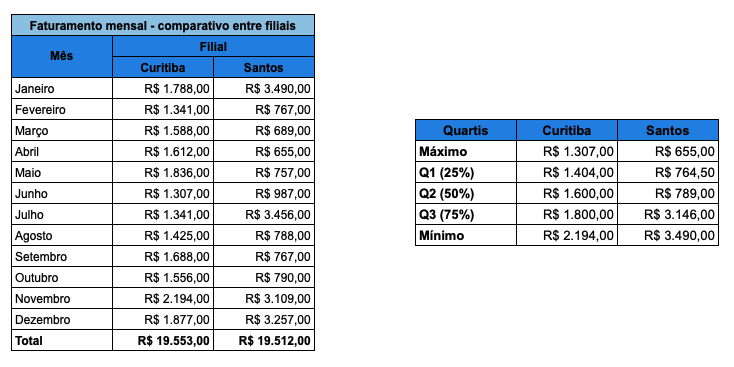 Faturamento mensal - comparativo entre filiais
Mês Filial
Curitiba Santos
Janeiro R$ 1.788,00 R$ 3.490,00
Fevereiro R$ 1.341,00 R$ 767,00
Março R$ 1.588,00 R$ 689,00
Abril R$ 1.612,00 R$ 655,00
Maio R$ 1.836,00 R$ 757,00
Junho R$ 1.307,00 R$ 987,00
Julho R$ 1.341,00 R$ 3.456,00
Agosto R$ 1.425,00 R$ 788,00
Setembro R$ 1.688,00 R$ 767,00
Outubro R$ 1.556,00 R$ 790,00
Novembro R$ 2.194,00 R$ 3.109,00
Dezembro R$ 1.877,00 R$ 3.257,00
Total R$ 19.553,00 R$ 19.512,00
Quartis Curitiba Santos
Máximo R$ 1.307,00 R$ 655,00
Q1 (25%) R$ 1.404,00 R$ 764,50
Q2 (50%) R$ 1.600,00 R$ 789,00
Q3 (75%) R$ 1.800,00 R$ 3.146,00
Mínimo R$ 2.194,00 R$ 3.490,00